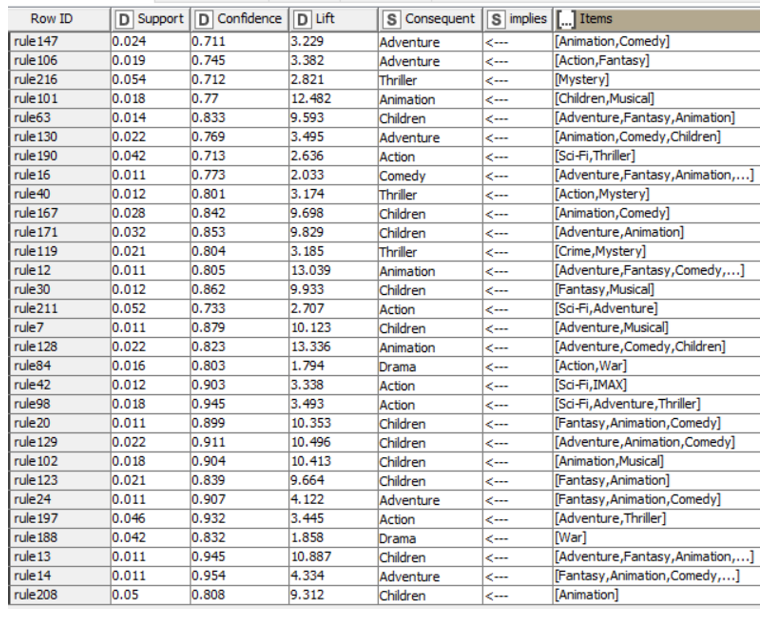 Row ID D Support D Confidence D Lift S Consequent S implies [...] Items
rule147 0.024 0.711 3.229 Adventure <--- [Animation,Comedy]
rule106 0.019 0.745 3.382 Adventure <--- [Action,Fantasy]
rule216 0.054 0.712 2.821 Thriller <--- [Mystery]
rule101 0.018 0.77 12.482 Animation <--- [Children,Musical]
rule63 0.014 0.833 9.593 Children <--- [Adventure,Fantasy,Animation]
rule130 0.022 0.769 3.495 Adventure <--- [Animation,Comedy,Children]
rule190 0.042 0.713 2.636 Action <--- [Sci-Fi,Thriller]
rule16 0.011 0.773 2.033 Comedy <--- [Adventure,Fantasy,Animation,...]
rule40 0.012 0.801 3.174 Thriller <--- [Action,Mystery]
rule167 0.028 0.842 9.698 Children <--- [Animation,Comedy]
rule171 0.032 0.853 9.829 Children <--- [Adventure,Animation]
rule119 0.021 0.804 3.185 Thriller <--- [Crime,Mystery]
rule12 0.011 0.805 13.039 Animation <--- [Adventure,Fantasy,Comedy,...]
rule30 0.012 0.862 9.933 Children <--- [Fantasy,Musical]
rule211 0.052 0.733 2.707 Action <--- [Sci-Fi,Adventure]
rule7 0.011 0.879 10.123 Children <--- [Adventure,Musical]
rule128 0.022 0.823 13.336 Animation <--- [Adventure,Comedy,Children]
rule84 0.016 0.803 1.794 Drama <--- [Action,War]
rule42 0.012 0.903 3.338 Action <--- [Sci-Fi,IMAX]
rule98 0.018 0.945 3.493 Action <--- [Sci-Fi,Adventure,Thriller]
rule20 0.011 0.899 10.353 Children <--- [Fantasy,Animation,Comedy]
rule129 0.022 0.911 10.496 Children <--- [Adventure,Animation,Comedy]
rule102 0.018 0.904 10.413 Children <--- [Animation,Musical]
rule123 0.021 0.839 9.664 Children <--- [Fantasy,Animation]
rule24 0.011 0.907 4.122 Adventure <--- [Fantasy,Animation,Comedy]
rule197 0.046 0.932 3.445 Action <--- [Adventure,Thriller]
rule188 0.042 0.832 1.858 Drama <--- [War]
rule13 0.011 0.945 10.887 Children <--- [Adventure,Fantasy,Animation,...]
rule14 0.011 0.954 4.334 Adventure <--- [Fantasy,Animation,Comedy,...]
rule208 0.05 0.808 9.312 Children <--- [Animation]